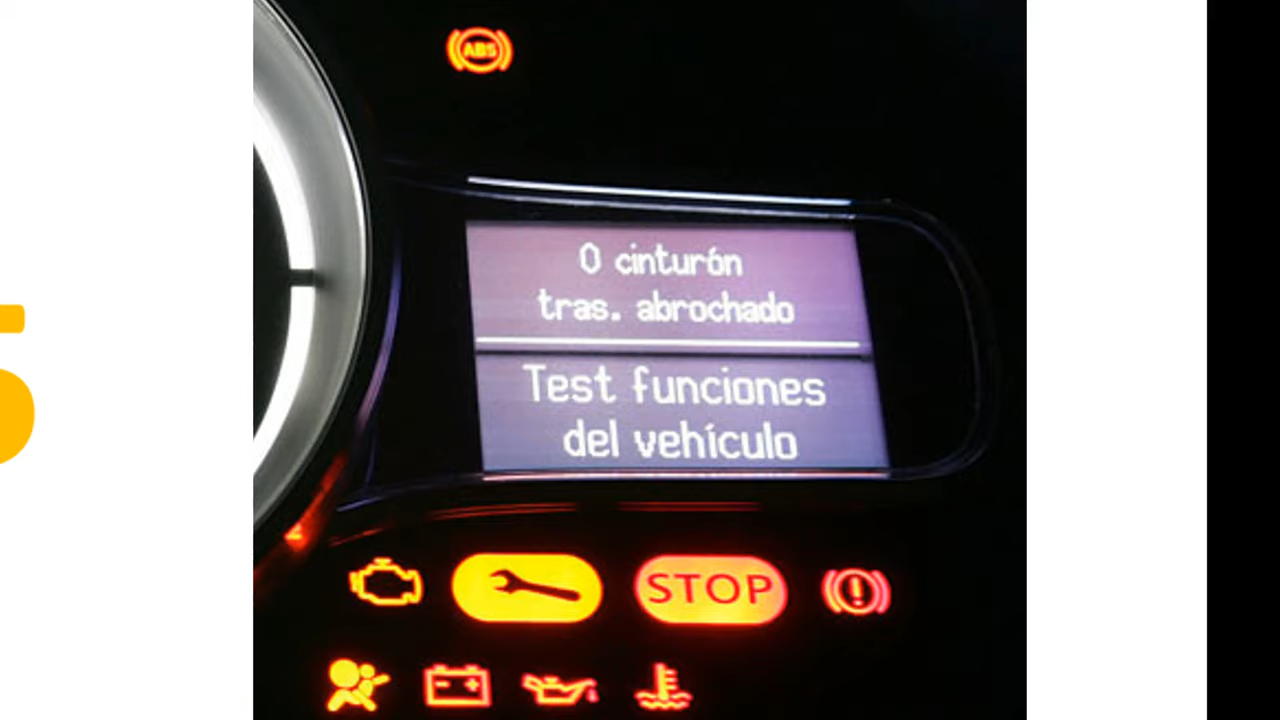 ABS
0 cinturón
tras. abrochado
Test funciones
del vehículo
STOP